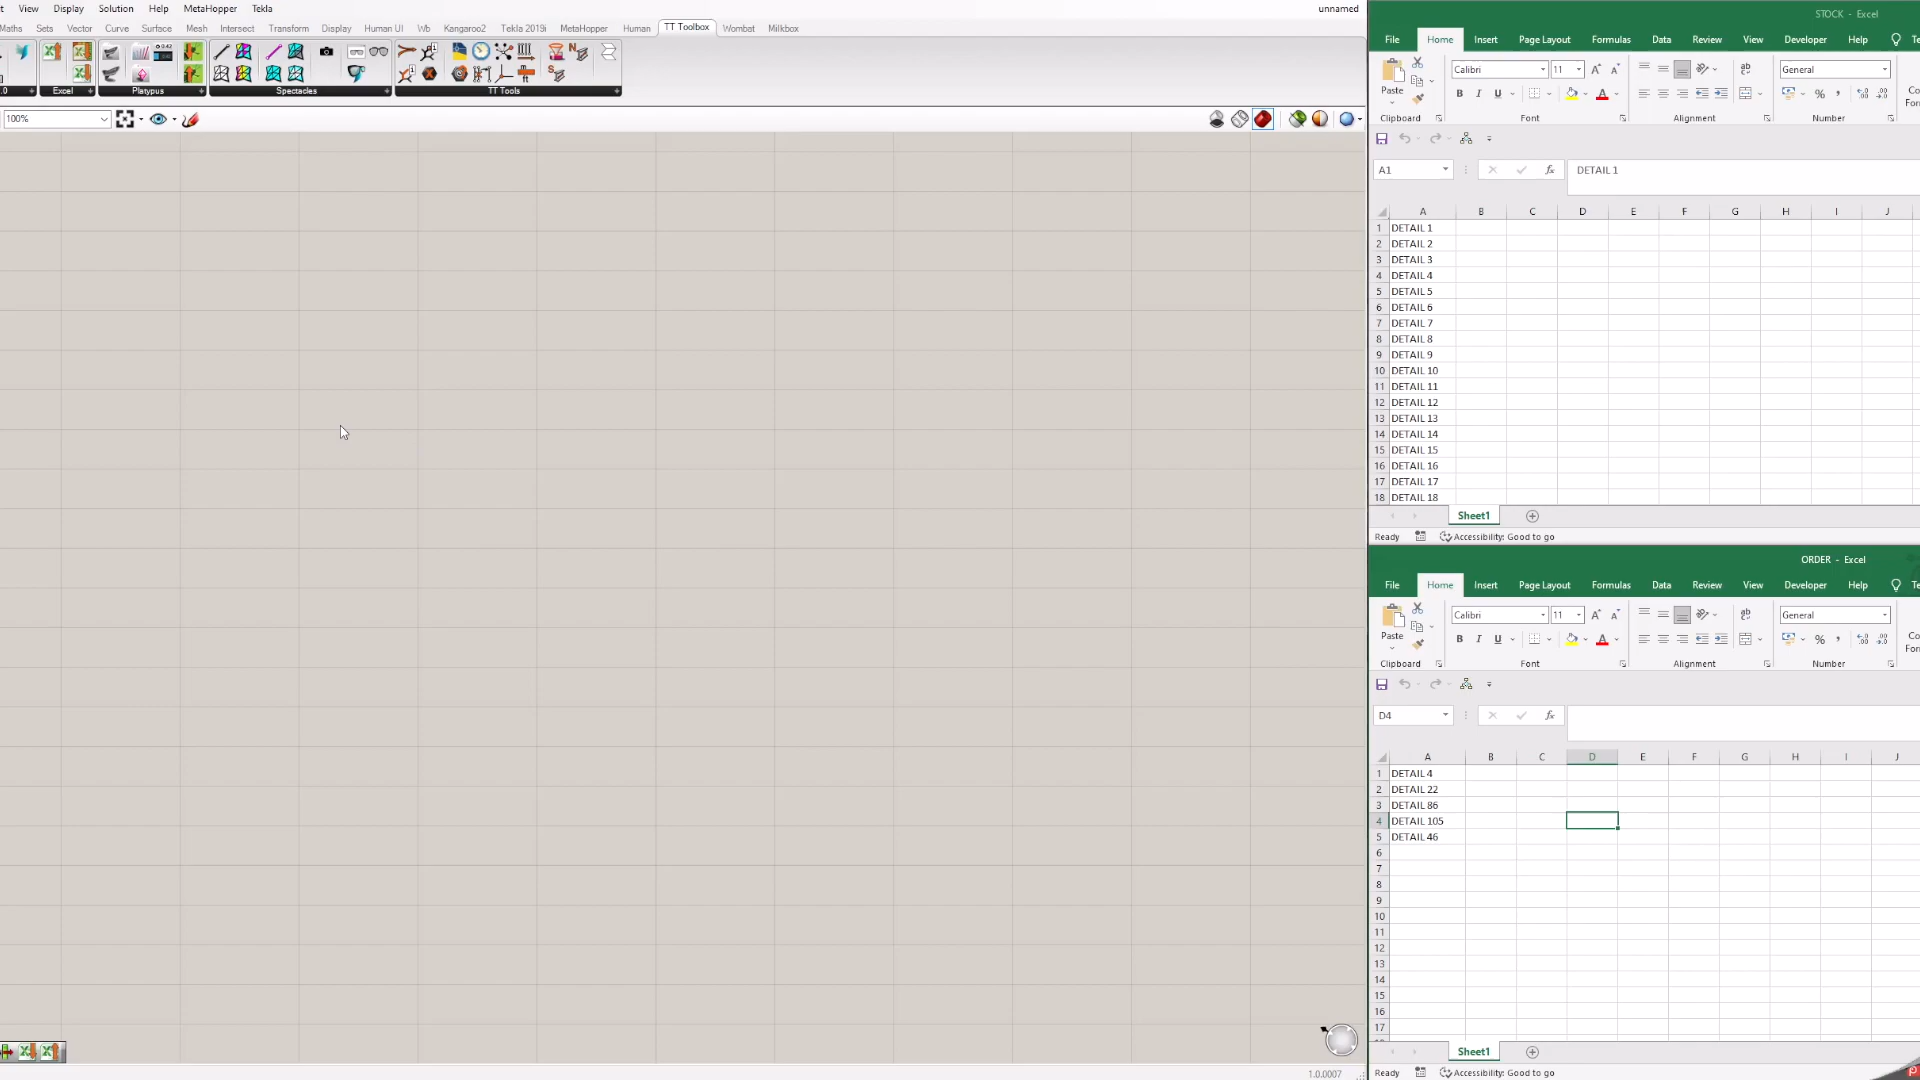 View Display Solution Help MetaHopper Tekla
unnamed
Maths Sets Vector Curve Surface Mesh Intersect Transform Display Human UI Wb Kangaroo2 Tekla 2019i MetaHopper Human TT Toolbox Wombat Milkbox
.0 Excel Platypus Spectacles TT Tools
100%
1.0.0007
STOCK - Excel
File Home Insert Page Layout Formulas Data Review View Developer Help
Paste Calibri 11 General
B I U
Clipboard Font Alignment Number
A1 fx DETAIL 1
A B C D E F G H I J
1 DETAIL 1
2 DETAIL 2
3 DETAIL 3
4 DETAIL 4
5 DETAIL 5
6 DETAIL 6
7 DETAIL 7
8 DETAIL 8
9 DETAIL 9
10 DETAIL 10
11 DETAIL 11
12 DETAIL 12
13 DETAIL 13
14 DETAIL 14
15 DETAIL 15
16 DETAIL 16
17 DETAIL 17
18 DETAIL 18
Sheet1
Ready Accessibility: Good to go
ORDER - Excel
File Home Insert Page Layout Formulas Data Review View Developer Help
Paste Calibri 11 General
B I U
Clipboard Font Alignment Number
D4 fx
A B C D E F G H I J
1 DETAIL 4
2 DETAIL 22
3 DETAIL 86
4 DETAIL 105
5 DETAIL 46
6
7
8
9
10
11
12
13
14
15
16
17
Sheet1
Ready Accessibility: Good to go